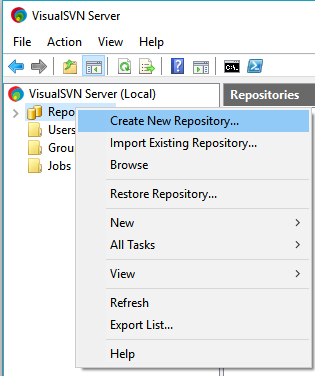 VisualSVN Server
File Action View Help
VisualSVN Server (Local)
Repositories
Repo
Users
Grou
Jobs
Create New Repository...
Import Existing Repository...
Browse
Restore Repository...
New
All Tasks
View
Refresh
Export List...
Help